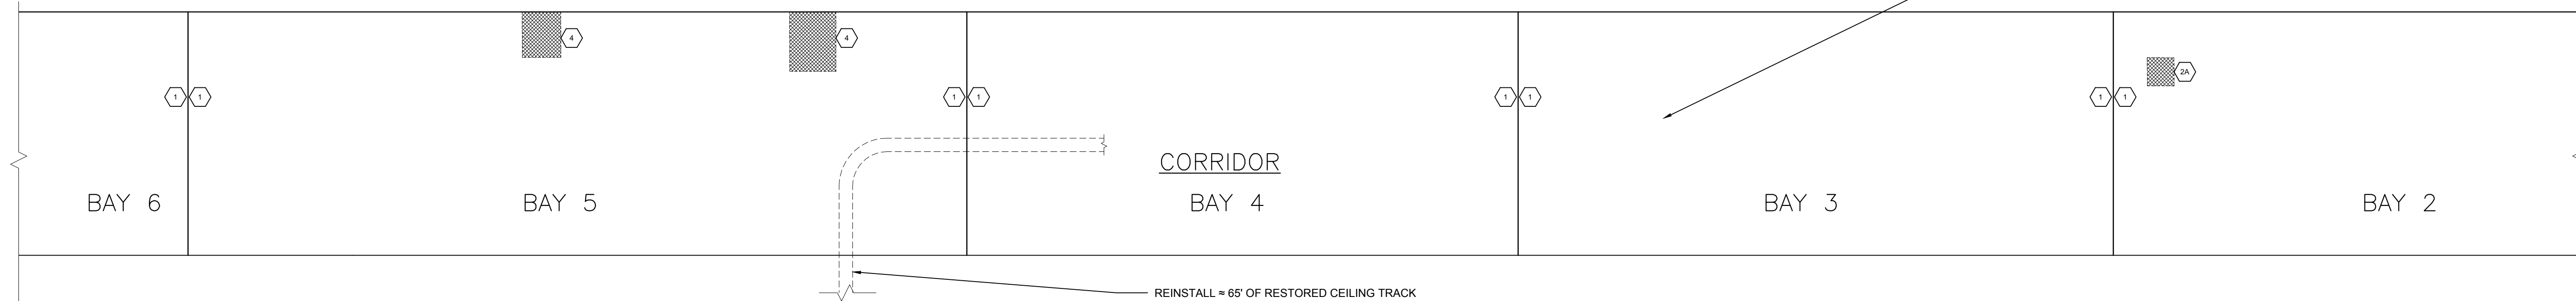 4
4
2A
1 1
1 1
1 1
1 1
CORRIDOR
BAY 6
BAY 5
BAY 4
BAY 3
BAY 2
REINSTALL ≈ 65' OF RESTORED CEILING TRACK